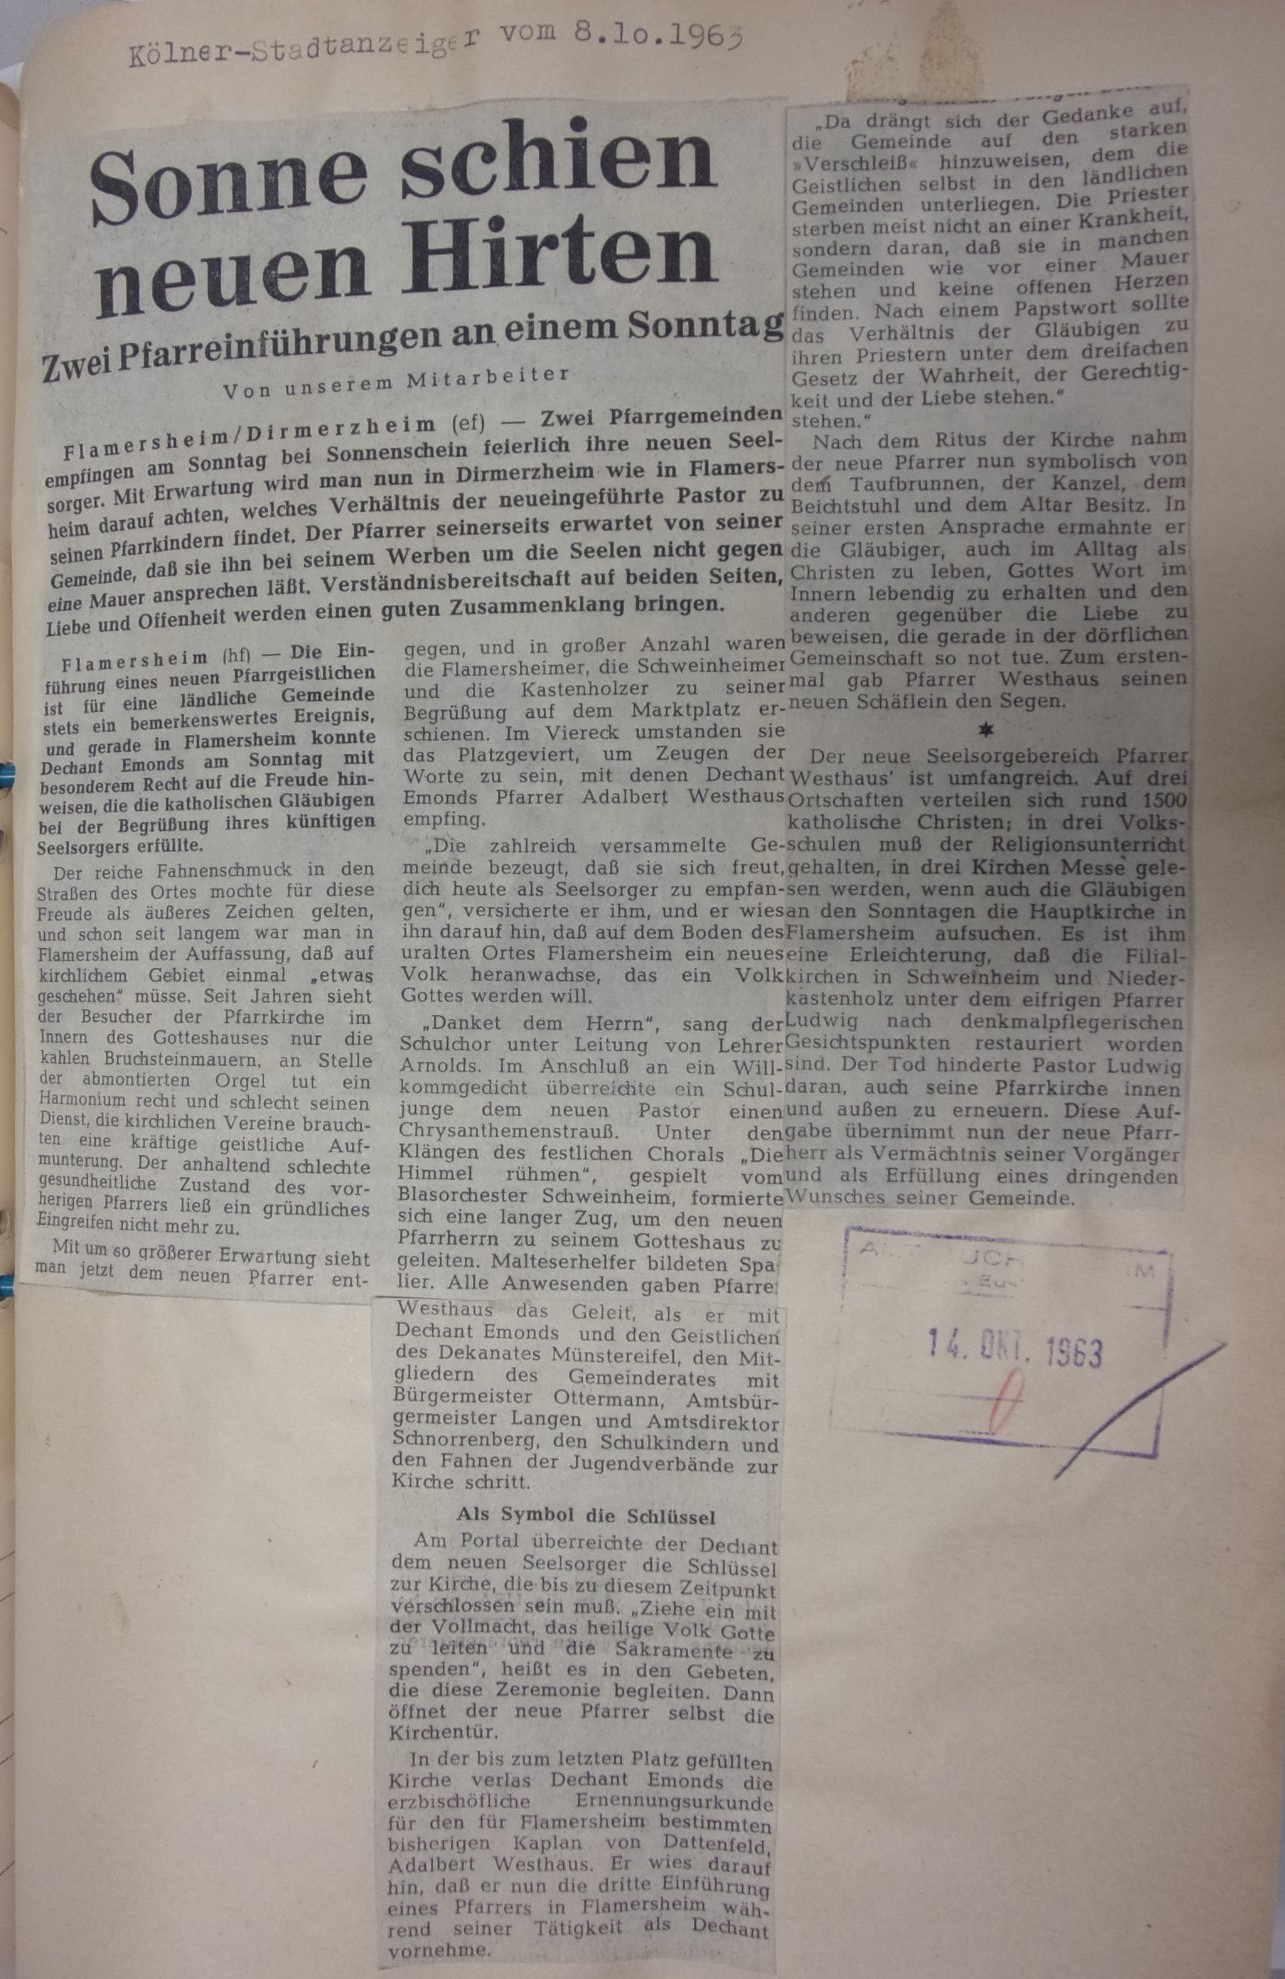 Kölner-Stadtanzeiger vom 8.10.1963
Sonne schien
neuen Hirten
Zwei Pfarreinführungen an einem Sonntag
Von unserem Mitarbeiter
Flamersheim/Dirmerzheim (ef) — Zwei Pfarrgemeinden
empfingen am Sonntag bei Sonnenschein feierlich ihre neuen Seel-
sorger. Mit Erwartung wird man nun in Dirmerzheim wie in Flamers-
heim darauf achten, welches Verhältnis der neueingeführte Pastor zu
seinen Pfarrkindern findet. Der Pfarrer seinerseits erwartet von seiner
Gemeinde, daß sie ihn bei seinem Werben um die Seelen nicht gegen
eine Mauer ansprechen läßt. Verständnisbereitschaft auf beiden Seiten,
Liebe und Offenheit werden einen guten Zusammenklang bringen.
Flamersheim (hf) — Die Ein-
führung eines neuen Pfarrgeistlichen
ist für eine ländliche Gemeinde
stets ein bemerkenswertes Ereignis,
und gerade in Flamersheim konnte
Dechant Emonds am Sonntag mit
besonderem Recht auf die Freude hin-
weisen, die die katholischen Gläubigen
bei der Begrüßung ihres künftigen
Seelsorgers erfüllte.
Der reiche Fahnenschmuck in den
Straßen des Ortes mochte für diese
Freude als äußeres Zeichen gelten,
und schon seit langem war man in
Flamersheim der Auffassung, daß auf
kirchlichem Gebiet einmal „etwas
geschehen“ müsse. Seit Jahren sieht
der Besucher der Pfarrkirche im
Innern des Gotteshauses nur die
kahlen Bruchsteinmauern, an Stelle
der abmontierten Orgel tut ein
Harmonium recht und schlecht seinen
Dienst, die kirchlichen Vereine brauch-
ten eine kräftige geistliche Auf-
munterung. Der anhaltend schlechte
gesundheitliche Zustand des vor-
herigen Pfarrers ließ ein gründliches
Eingreifen nicht mehr zu.
Mit um so größerer Erwartung sieht
man jetzt dem neuen Pfarrer ent-
gegen, und in großer Anzahl waren
die Flamersheimer, die Schweinheimer
und die Kastenholzer zu seiner
Begrüßung auf dem Marktplatz er-
schienen. Im Viereck umstanden sie
das Platzgeviert, um Zeugen der
Worte zu sein, mit denen Dechant
Emonds Pfarrer Adalbert Westhaus
empfing.
„Die zahlreich versammelte Ge-
meinde bezeugt, daß sie sich freut,
dich heute als Seelsorger zu empfan-
gen“, versicherte er ihm, und er wies
ihn darauf hin, daß auf dem Boden des
uralten Ortes Flamersheim ein neues
Volk heranwachse, das ein Volk
Gottes werden will.
„Danket dem Herrn“, sang der
Schulchor unter Leitung von Lehrer
Arnolds. Im Anschluß an ein Will-
kommgedicht überreichte ein Schul-
junge dem neuen Pastor einen
Chrysanthemenstrauß. Unter den
Klängen des festlichen Chorals „Die
Himmel rühmen“, gespielt vom
Blasorchester Schweinheim, formierte
sich eine langer Zug, um den neuen
Pfarrherrn zu seinem Gotteshaus zu
geleiten. Malteserhelfer bildeten Spa
lier. Alle Anwesenden gaben Pfarre
Westhaus das Geleit, als er mit
Dechant Emonds und den Geistlichen
des Dekanates Münstereifel, den Mit-
gliedern des Gemeinderates mit
Bürgermeister Ottermann, Amtsbür-
germeister Langen und Amtsdirektor
Schnorrenberg, den Schulkindern und
den Fahnen der Jugendverbände zur
Kirche schritt.
Als Symbol die Schlüssel
Am Portal überreichte der Dechant
dem neuen Seelsorger die Schlüssel
zur Kirche, die bis zu diesem Zeitpunkt
verschlossen sein muß. „Ziehe ein mit
der Vollmacht, das heilige Volk Gotte
zu leiten und die Sakramente zu
spenden“, heißt es in den Gebeten,
die diese Zeremonie begleiten. Dann
öffnet der neue Pfarrer selbst die
Kirchentür.
In der bis zum letzten Platz gefüllten
Kirche verlas Dechant Emonds die
erzbischöfliche Ernennungsurkunde
für den für Flamersheim bestimmten
bisherigen Kaplan von Dattenfeld,
Adalbert Westhaus. Er wies darauf
hin, daß er nun die dritte Einführung
eines Pfarrers in Flamersheim wäh-
rend seiner Tätigkeit als Dechant
vornehme.
„Da drängt sich der Gedanke auf,
die Gemeinde auf den starken
»Verschleiß« hinzuweisen, dem die
Geistlichen selbst in den ländlichen
Gemeinden unterliegen. Die Priester
sterben meist nicht an einer Krankheit,
sondern daran, daß sie in manchen
Gemeinden wie vor einer Mauer
stehen und keine offenen Herzen
finden. Nach einem Papstwort sollte
das Verhältnis der Gläubigen zu
ihren Priestern unter dem dreifachen
Gesetz der Wahrheit, der Gerechtig-
keit und der Liebe stehen.“
stehen.“
Nach dem Ritus der Kirche nahm
der neue Pfarrer nun symbolisch von
dem Taufbrunnen, der Kanzel, dem
Beichtstuhl und dem Altar Besitz. In
seiner ersten Ansprache ermahnte er
die Gläubiger, auch im Alltag als
Christen zu leben, Gottes Wort im
Innern lebendig zu erhalten und den
anderen gegenüber die Liebe zu
beweisen, die gerade in der dörflichen
Gemeinschaft so not tue. Zum ersten-
mal gab Pfarrer Westhaus seinen
neuen Schäflein den Segen.
★
Der neue Seelsorgebereich Pfarrer
Westhaus' ist umfangreich. Auf drei
Ortschaften verteilen sich rund 1500
katholische Christen; in drei Volks-
schulen muß der Religionsunterricht
gehalten, in drei Kirchen Messe gele-
sen werden, wenn auch die Gläubigen
an den Sonntagen die Hauptkirche in
Flamersheim aufsuchen. Es ist ihm
eine Erleichterung, daß die Filial-
kirchen in Schweinheim und Nieder-
kastenholz unter dem eifrigen Pfarrer
Ludwig nach denkmalpflegerischen
Gesichtspunkten restauriert worden
sind. Der Tod hinderte Pastor Ludwig
daran, auch seine Pfarrkirche innen
und außen zu erneuern. Diese Auf-
gabe übernimmt nun der neue Pfarr-
herr als Vermächtnis seiner Vorgänger
und als Erfüllung eines dringenden
Wunsches seiner Gemeinde.
14. OKT. 1963